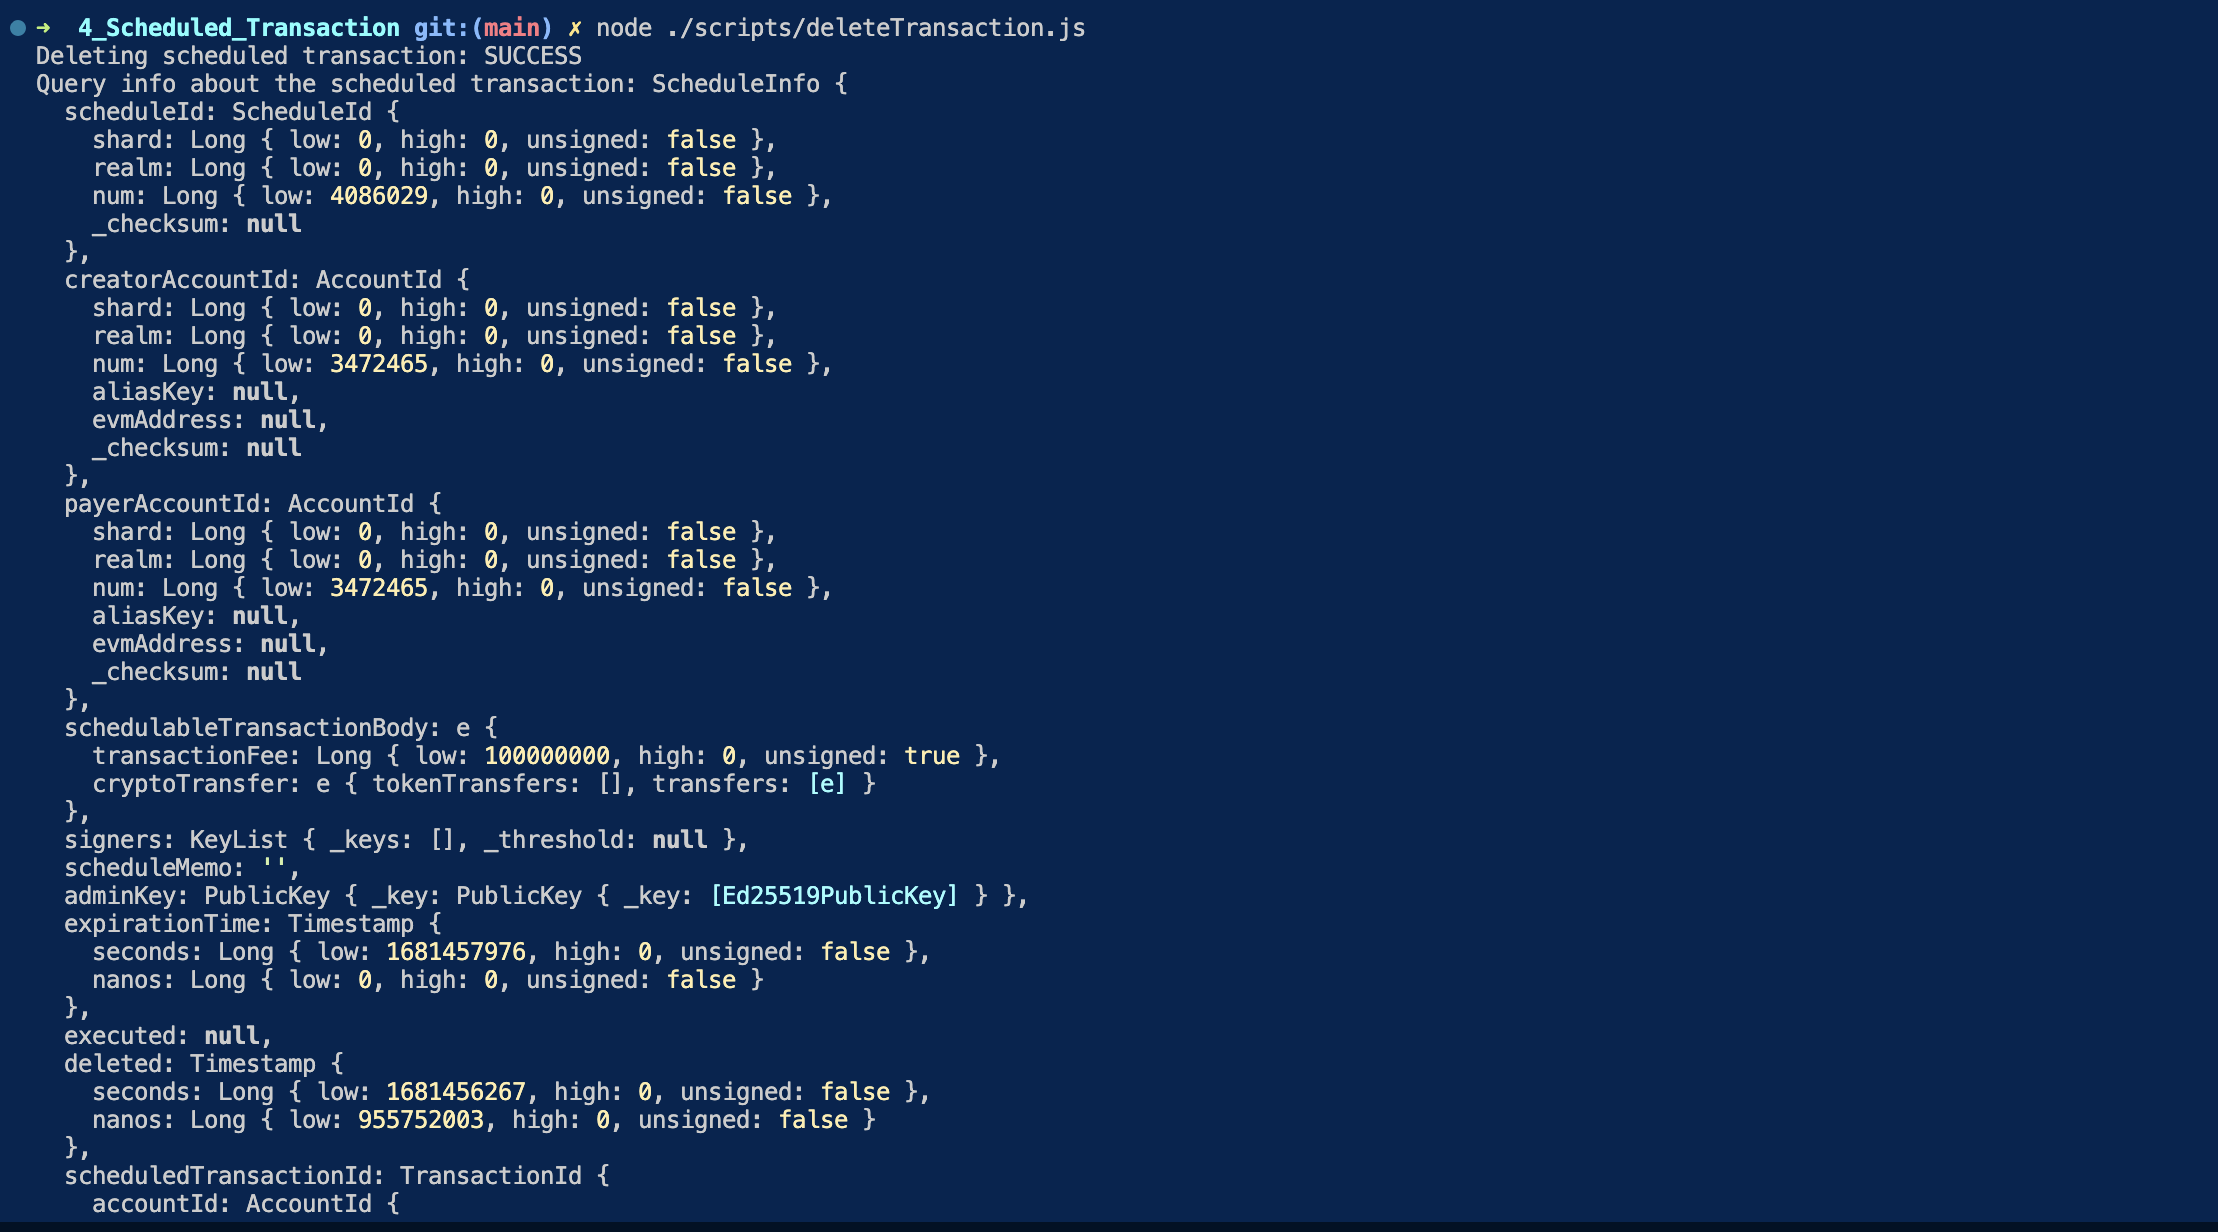 ➜  4_Scheduled_Transaction git:(main) ✗ node ./scripts/deleteTransaction.js
Deleting scheduled transaction: SUCCESS
Query info about the scheduled transaction: ScheduleInfo {
  scheduleId: ScheduleId {
    shard: Long { low: 0, high: 0, unsigned: false },
    realm: Long { low: 0, high: 0, unsigned: false },
    num: Long { low: 4086029, high: 0, unsigned: false },
    _checksum: null
  },
  creatorAccountId: AccountId {
    shard: Long { low: 0, high: 0, unsigned: false },
    realm: Long { low: 0, high: 0, unsigned: false },
    num: Long { low: 3472465, high: 0, unsigned: false },
    aliasKey: null,
    evmAddress: null,
    _checksum: null
  },
  payerAccountId: AccountId {
    shard: Long { low: 0, high: 0, unsigned: false },
    realm: Long { low: 0, high: 0, unsigned: false },
    num: Long { low: 3472465, high: 0, unsigned: false },
    aliasKey: null,
    evmAddress: null,
    _checksum: null
  },
  schedulableTransactionBody: e {
    transactionFee: Long { low: 100000000, high: 0, unsigned: true },
    cryptoTransfer: e { tokenTransfers: [], transfers: [e] }
  },
  signers: KeyList { _keys: [], _threshold: null },
  scheduleMemo: '',
  adminKey: PublicKey { _key: PublicKey { _key: [Ed25519PublicKey] } },
  expirationTime: Timestamp {
    seconds: Long { low: 1681457976, high: 0, unsigned: false },
    nanos: Long { low: 0, high: 0, unsigned: false }
  },
  executed: null,
  deleted: Timestamp {
    seconds: Long { low: 1681456267, high: 0, unsigned: false },
    nanos: Long { low: 955752003, high: 0, unsigned: false }
  },
  scheduledTransactionId: TransactionId {
    accountId: AccountId {